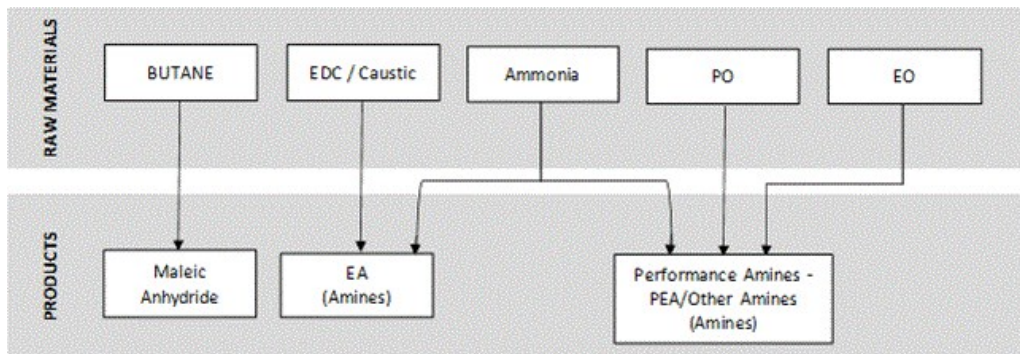 RAW MATERIALS
BUTANE
EDC / Caustic
Ammonia
PO
EO
PRODUCTS
Maleic
Anhydride
EA
(Amines)
Performance Amines -
PEA/Other Amines
(Amines)